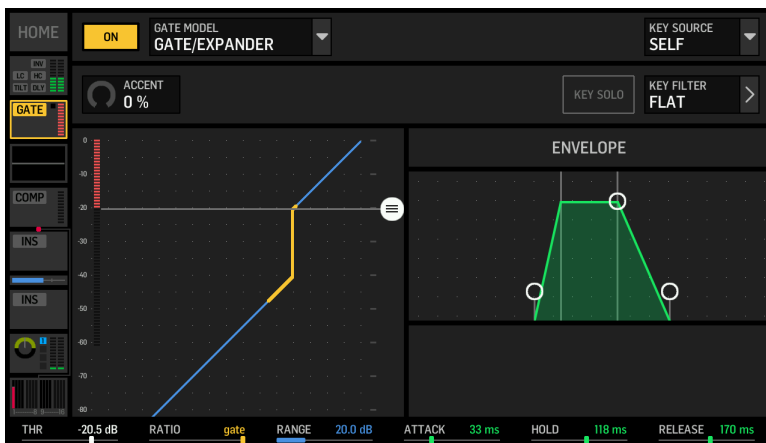 HOME
ON
GATE MODEL
GATE/EXPANDER
KEY SOURCE
SELF
INV
LC HC
TILT DLY
ACCENT
0 %
KEY SOLO
KEY FILTER
FLAT
GATE
COMP
INS
INS
0
-10
-20
-30
-40
-50
-60
-70
-80
ENVELOPE
THR -20.5 dB RATIO gate RANGE 20.0 dB ATTACK 33 ms HOLD 118 ms RELEASE 170 ms